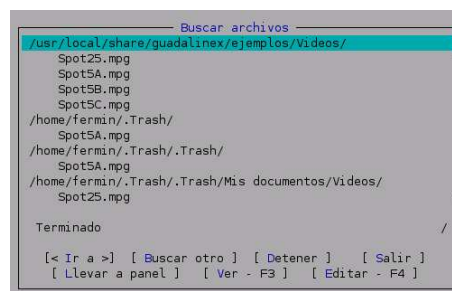 Buscar archivos
/usr/local/share/guadalinex/ejemplos/Videos/
Spot25.mpg
Spot5A.mpg
Spot5B.mpg
Spot5C.mpg
/home/fermin/.Trash/
Spot5A.mpg
/home/fermin/.Trash/.Trash/
Spot5A.mpg
/home/fermin/.Trash/.Trash/Mis documentos/Videos/
Spot25.mpg
Terminado /
[< Ir a >] [ Buscar otro ] [ Detener ] [ Salir ]
[ Llevar a panel ] [ Ver - F3 ] [ Editar - F4 ]